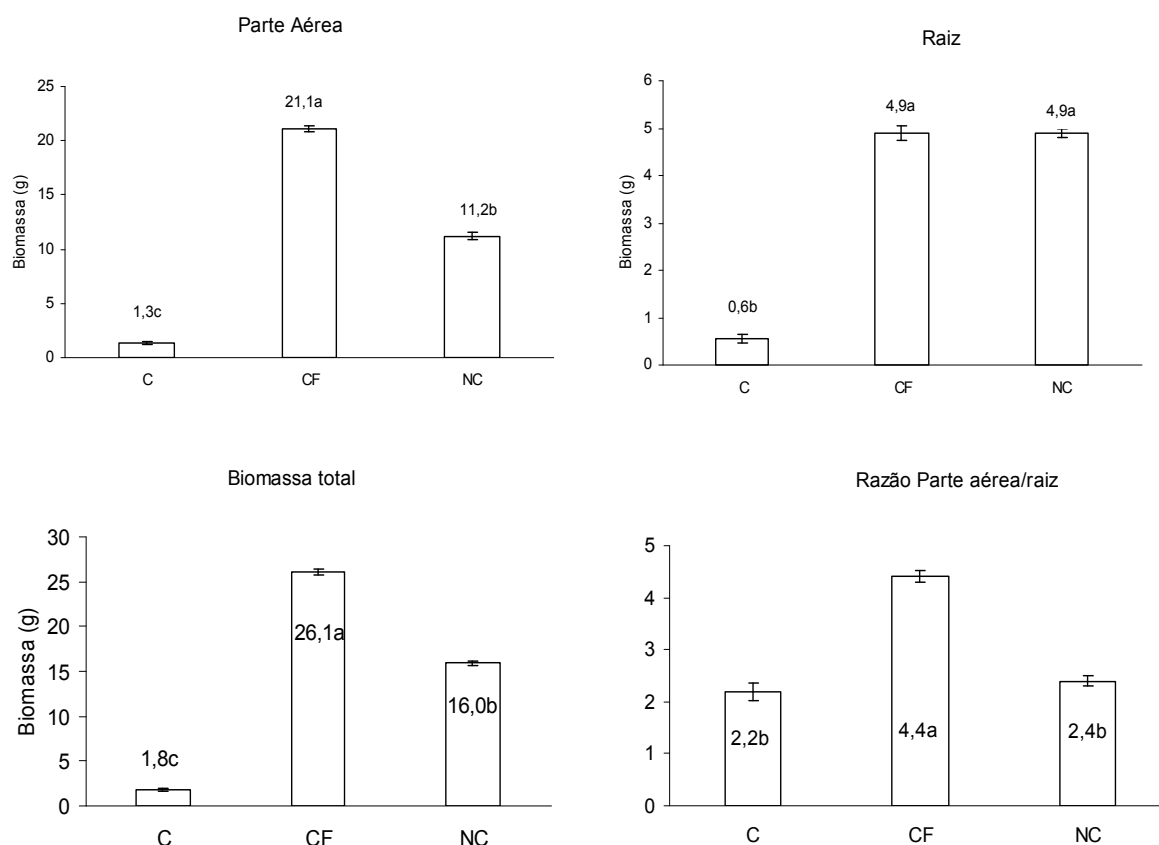 Parte Aérea
25
20
15
10
5
0
Biomassa (g)
1,3c
21,1a
11,2b
C
CF
NC
Raiz
6
5
4
3
2
1
0
Biomassa (g)
0,6b
4,9a
4,9a
C
CF
NC
Biomassa total
30
25
20
15
10
5
0
Biomassa (g)
1,8c
26,1a
16,0b
C
CF
NC
Razão Parte aérea/raiz
5
4
3
2
1
0
2,2b
4,4a
2,4b
C
CF
NC